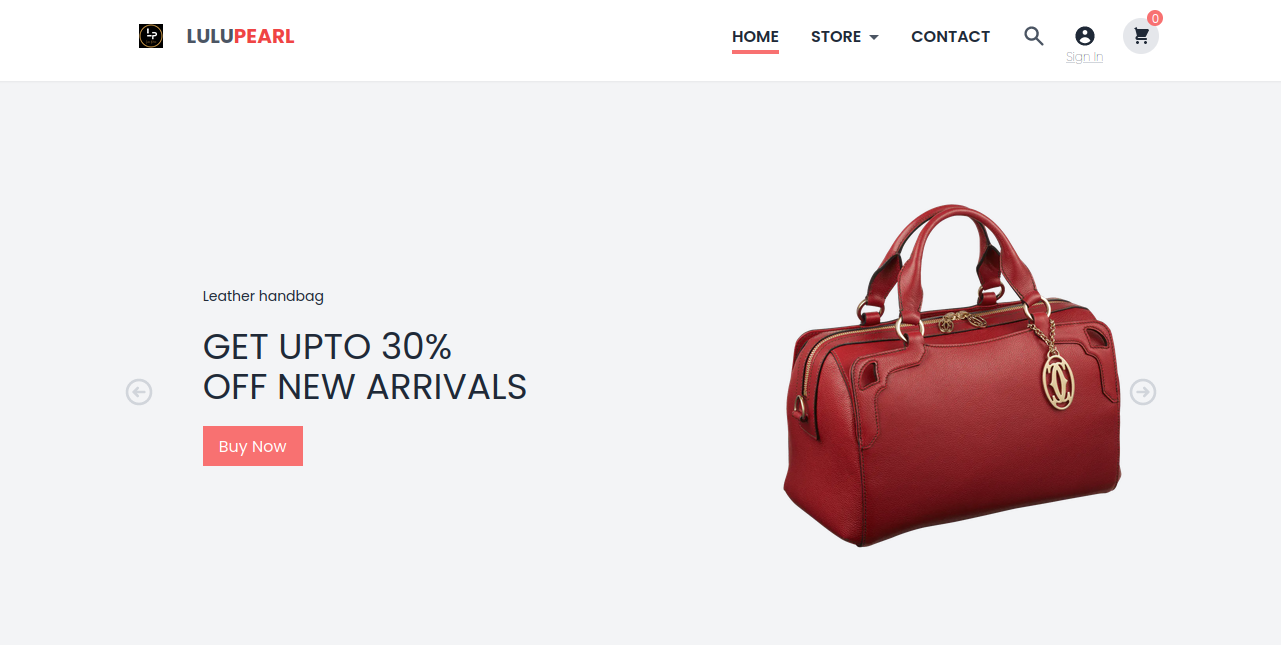 LP
LULUPEARL
HOME
STORE
CONTACT
Sign In
0
Leather handbag
GET UPTO 30%
OFF NEW ARRIVALS
Buy Now